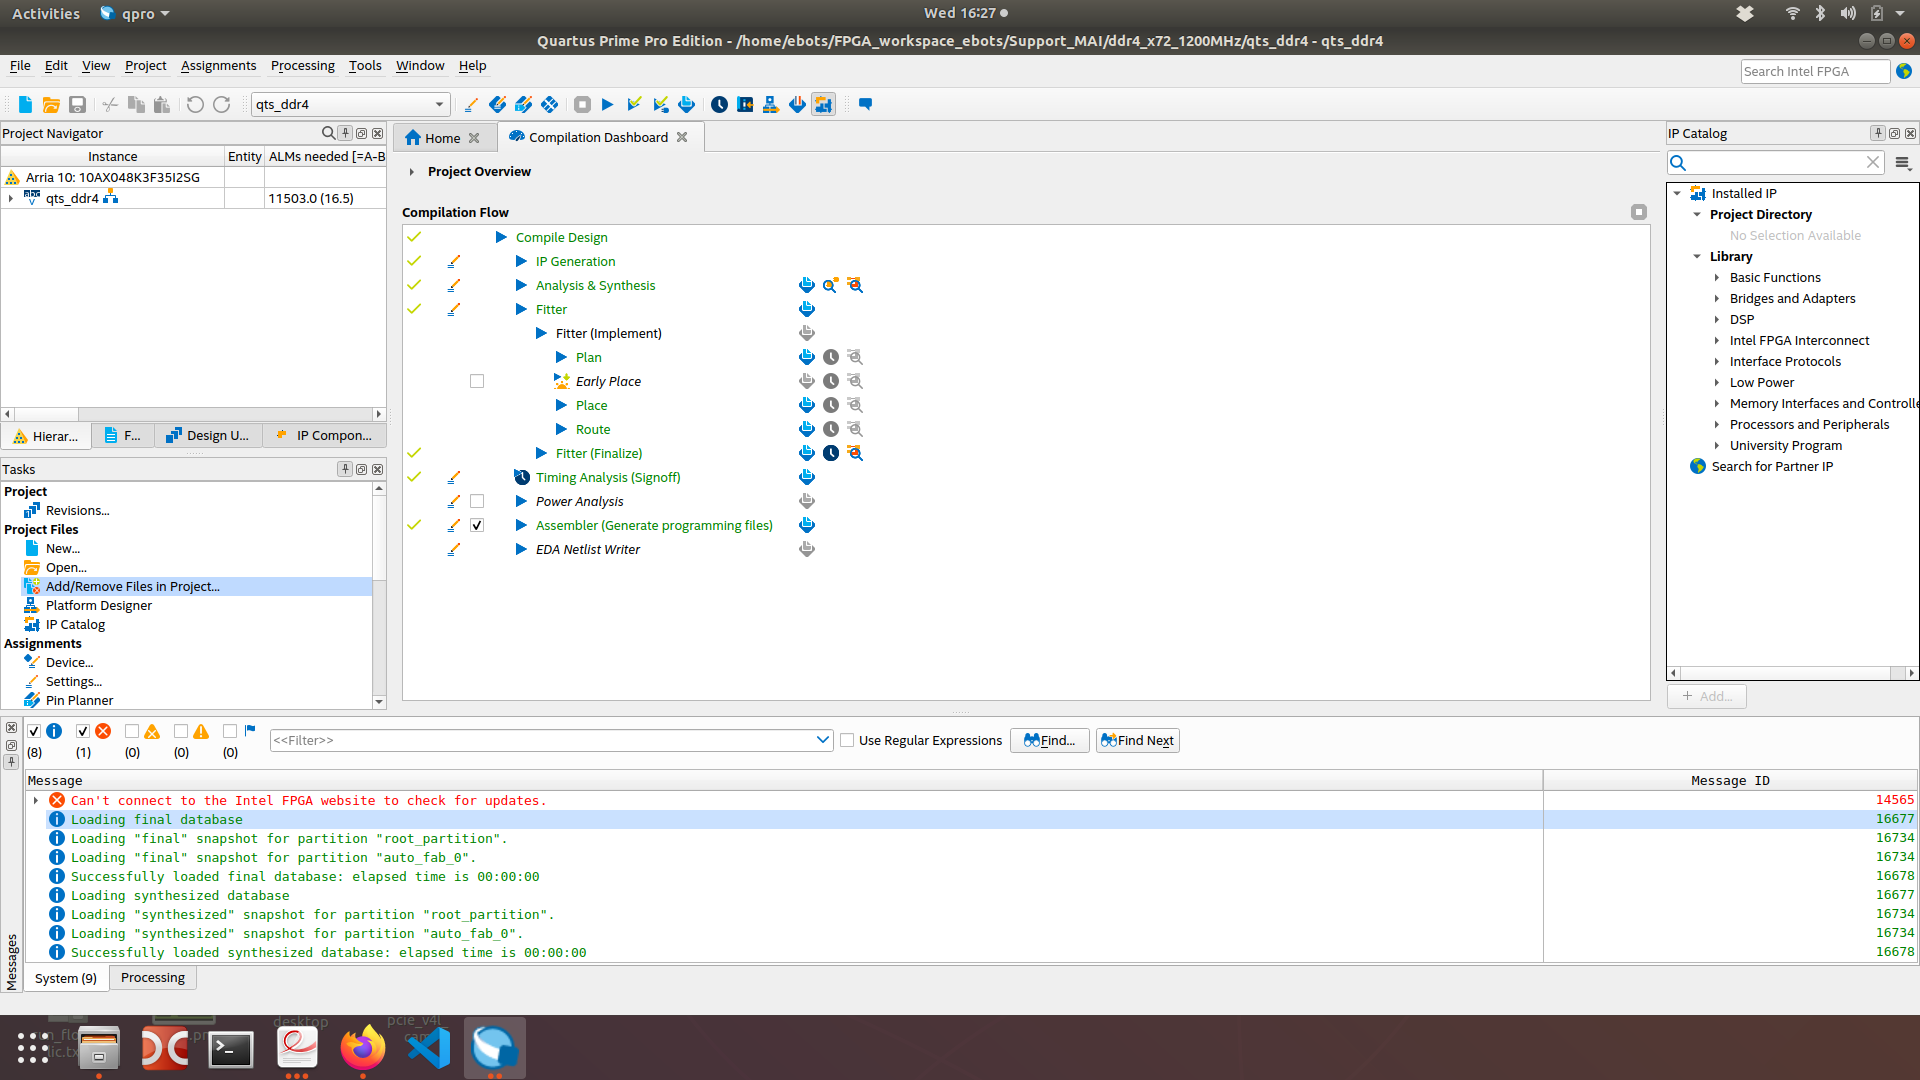 Activities
qpro
Wed 16:27
Quartus Prime Pro Edition - /home/ebots/FPGA_workspace_ebots/Support_MAI/ddr4_x72_1200MHz/qts_ddr4 - qts_ddr4
File Edit View Project Assignments Processing Tools Window Help
Search Intel FPGA
qts_ddr4
Project Navigator
Instance Entity ALMs needed [=A-B
Arria 10: 10AX048K3F35I2SG
qts_ddr4 11503.0 (16.5)
Hierar... F... Design U... IP Compon...
Tasks
Project
Revisions...
Project Files
New...
Open...
Add/Remove Files in Project...
Platform Designer
IP Catalog
Assignments
Device...
Settings...
Pin Planner
Home
Compilation Dashboard
Project Overview
Compilation Flow
Compile Design
IP Generation
Analysis & Synthesis
Fitter
Fitter (Implement)
Plan
Early Place
Place
Route
Fitter (Finalize)
Timing Analysis (Signoff)
Power Analysis
Assembler (Generate programming files)
EDA Netlist Writer
IP Catalog
Installed IP
Project Directory
No Selection Available
Library
Basic Functions
Bridges and Adapters
DSP
Intel FPGA Interconnect
Interface Protocols
Low Power
Memory Interfaces and Controlle
Processors and Peripherals
University Program
Search for Partner IP
+ Add...
(8) (1) (0) (0) (0)
<<Filter>>
Use Regular Expressions
Find...
Find Next
Message Message ID
Can't connect to the Intel FPGA website to check for updates. 14565
Loading final database 16677
Loading "final" snapshot for partition "root_partition". 16734
Loading "final" snapshot for partition "auto_fab_0". 16734
Successfully loaded final database: elapsed time is 00:00:00 16678
Loading synthesized database 16677
Loading "synthesized" snapshot for partition "root_partition". 16734
Loading "synthesized" snapshot for partition "auto_fab_0". 16734
Successfully loaded synthesized database: elapsed time is 00:00:00 16678
Messages
System (9) Processing
desktop
pcie_v4l_